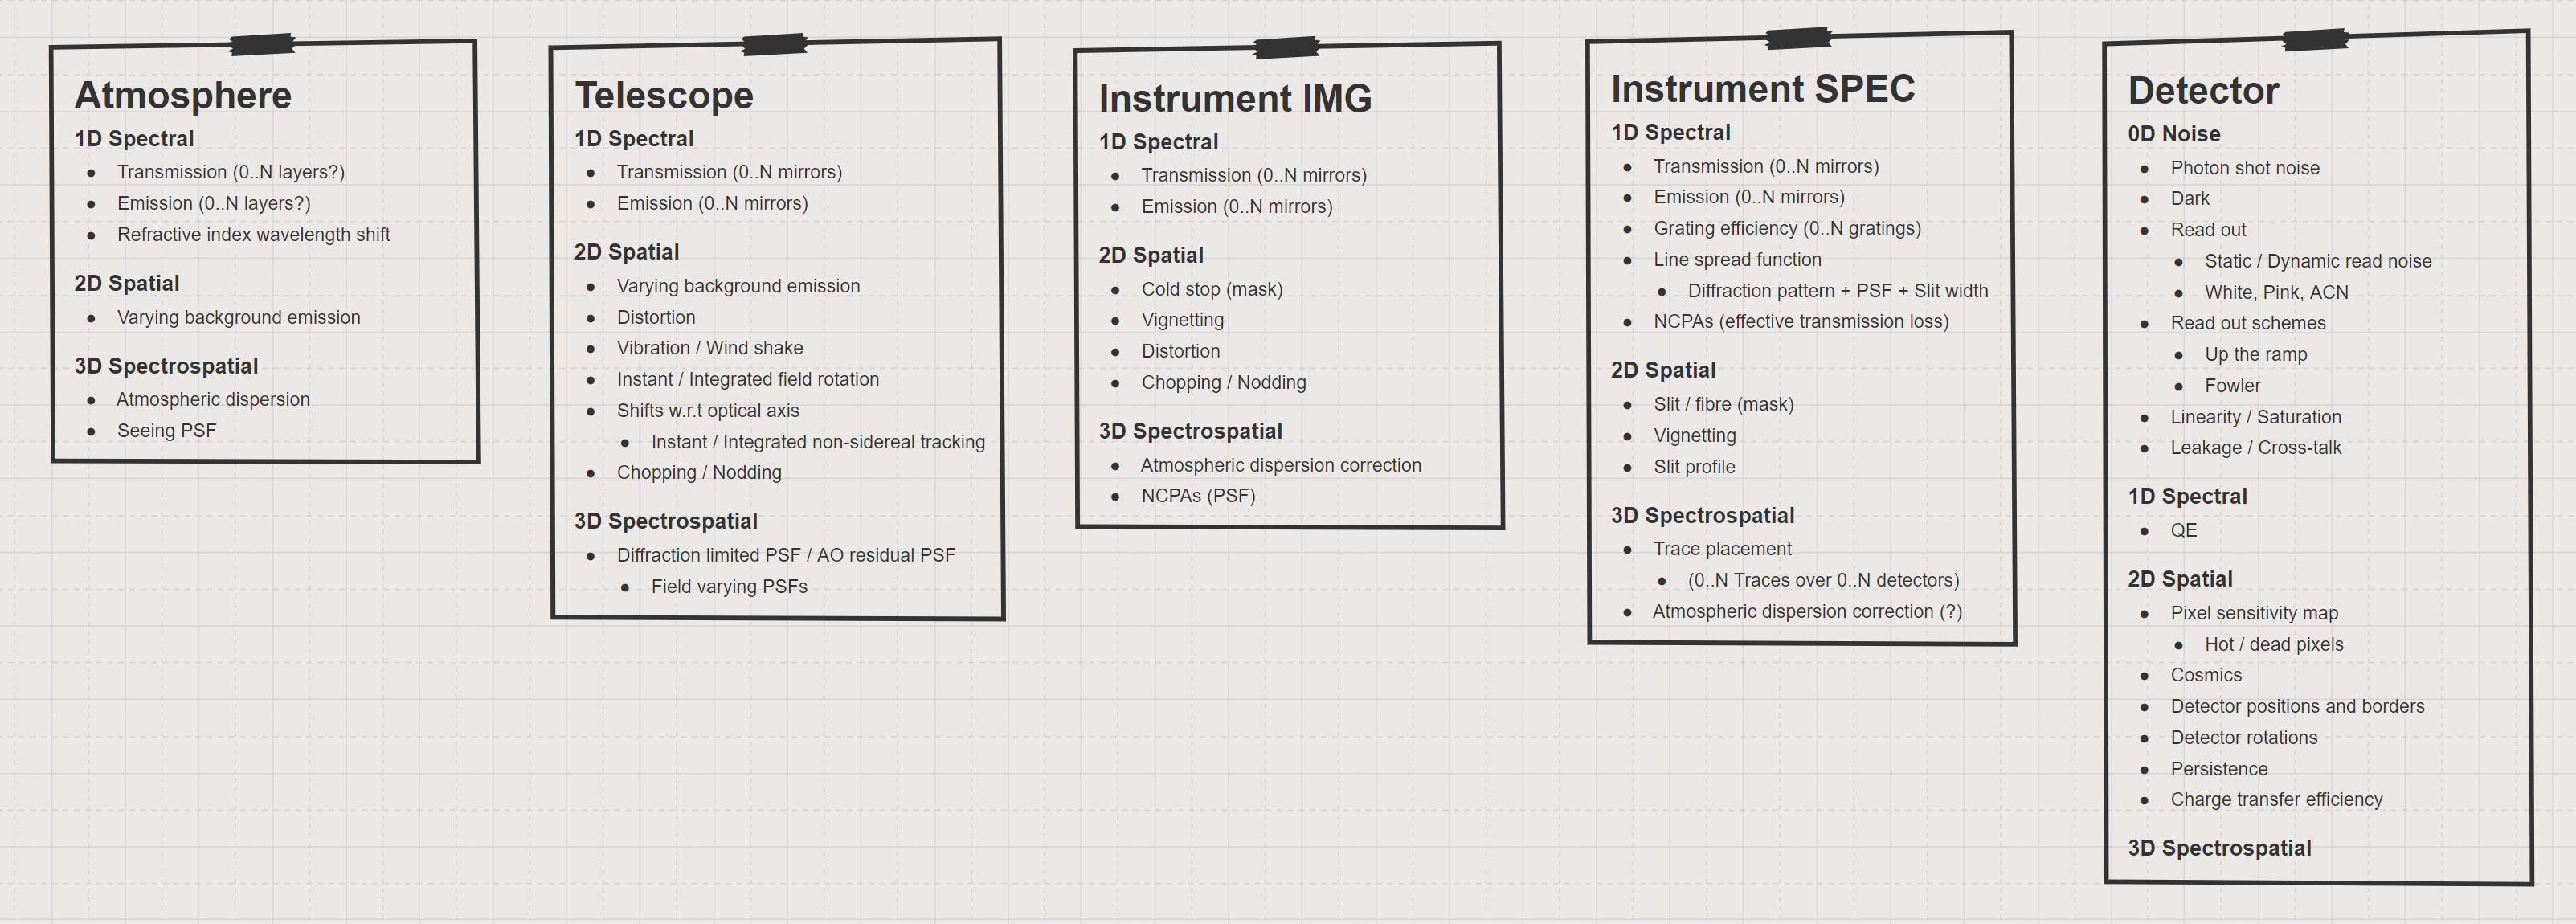 Atmosphere
1D Spectral
● Transmission (0..N layers?)
● Emission (0..N layers?)
● Refractive index wavelength shift
2D Spatial
● Varying background emission
3D Spectrospatial
● Atmospheric dispersion
● Seeing PSF
Telescope
1D Spectral
● Transmission (0..N mirrors)
● Emission (0..N mirrors)
2D Spatial
● Varying background emission
● Distortion
● Vibration / Wind shake
● Instant / Integrated field rotation
● Shifts w.r.t optical axis
● Instant / Integrated non-sidereal tracking
● Chopping / Nodding
3D Spectrospatial
● Diffraction limited PSF / AO residual PSF
● Field varying PSFs
Instrument IMG
1D Spectral
● Transmission (0..N mirrors)
● Emission (0..N mirrors)
2D Spatial
● Cold stop (mask)
● Vignetting
● Distortion
● Chopping / Nodding
3D Spectrospatial
● Atmospheric dispersion correction
● NCPAs (PSF)
Instrument SPEC
1D Spectral
● Transmission (0..N mirrors)
● Emission (0..N mirrors)
● Grating efficiency (0..N gratings)
● Line spread function
● Diffraction pattern + PSF + Slit width
● NCPAs (effective transmission loss)
2D Spatial
● Slit / fibre (mask)
● Vignetting
● Slit profile
3D Spectrospatial
● Trace placement
● (0..N Traces over 0..N detectors)
● Atmospheric dispersion correction (?)
Detector
0D Noise
● Photon shot noise
● Dark
● Read out
● Static / Dynamic read noise
● White, Pink, ACN
● Read out schemes
● Up the ramp
● Fowler
● Linearity / Saturation
● Leakage / Cross-talk
1D Spectral
● QE
2D Spatial
● Pixel sensitivity map
● Hot / dead pixels
● Cosmics
● Detector positions and borders
● Detector rotations
● Persistence
● Charge transfer efficiency
3D Spectrospatial